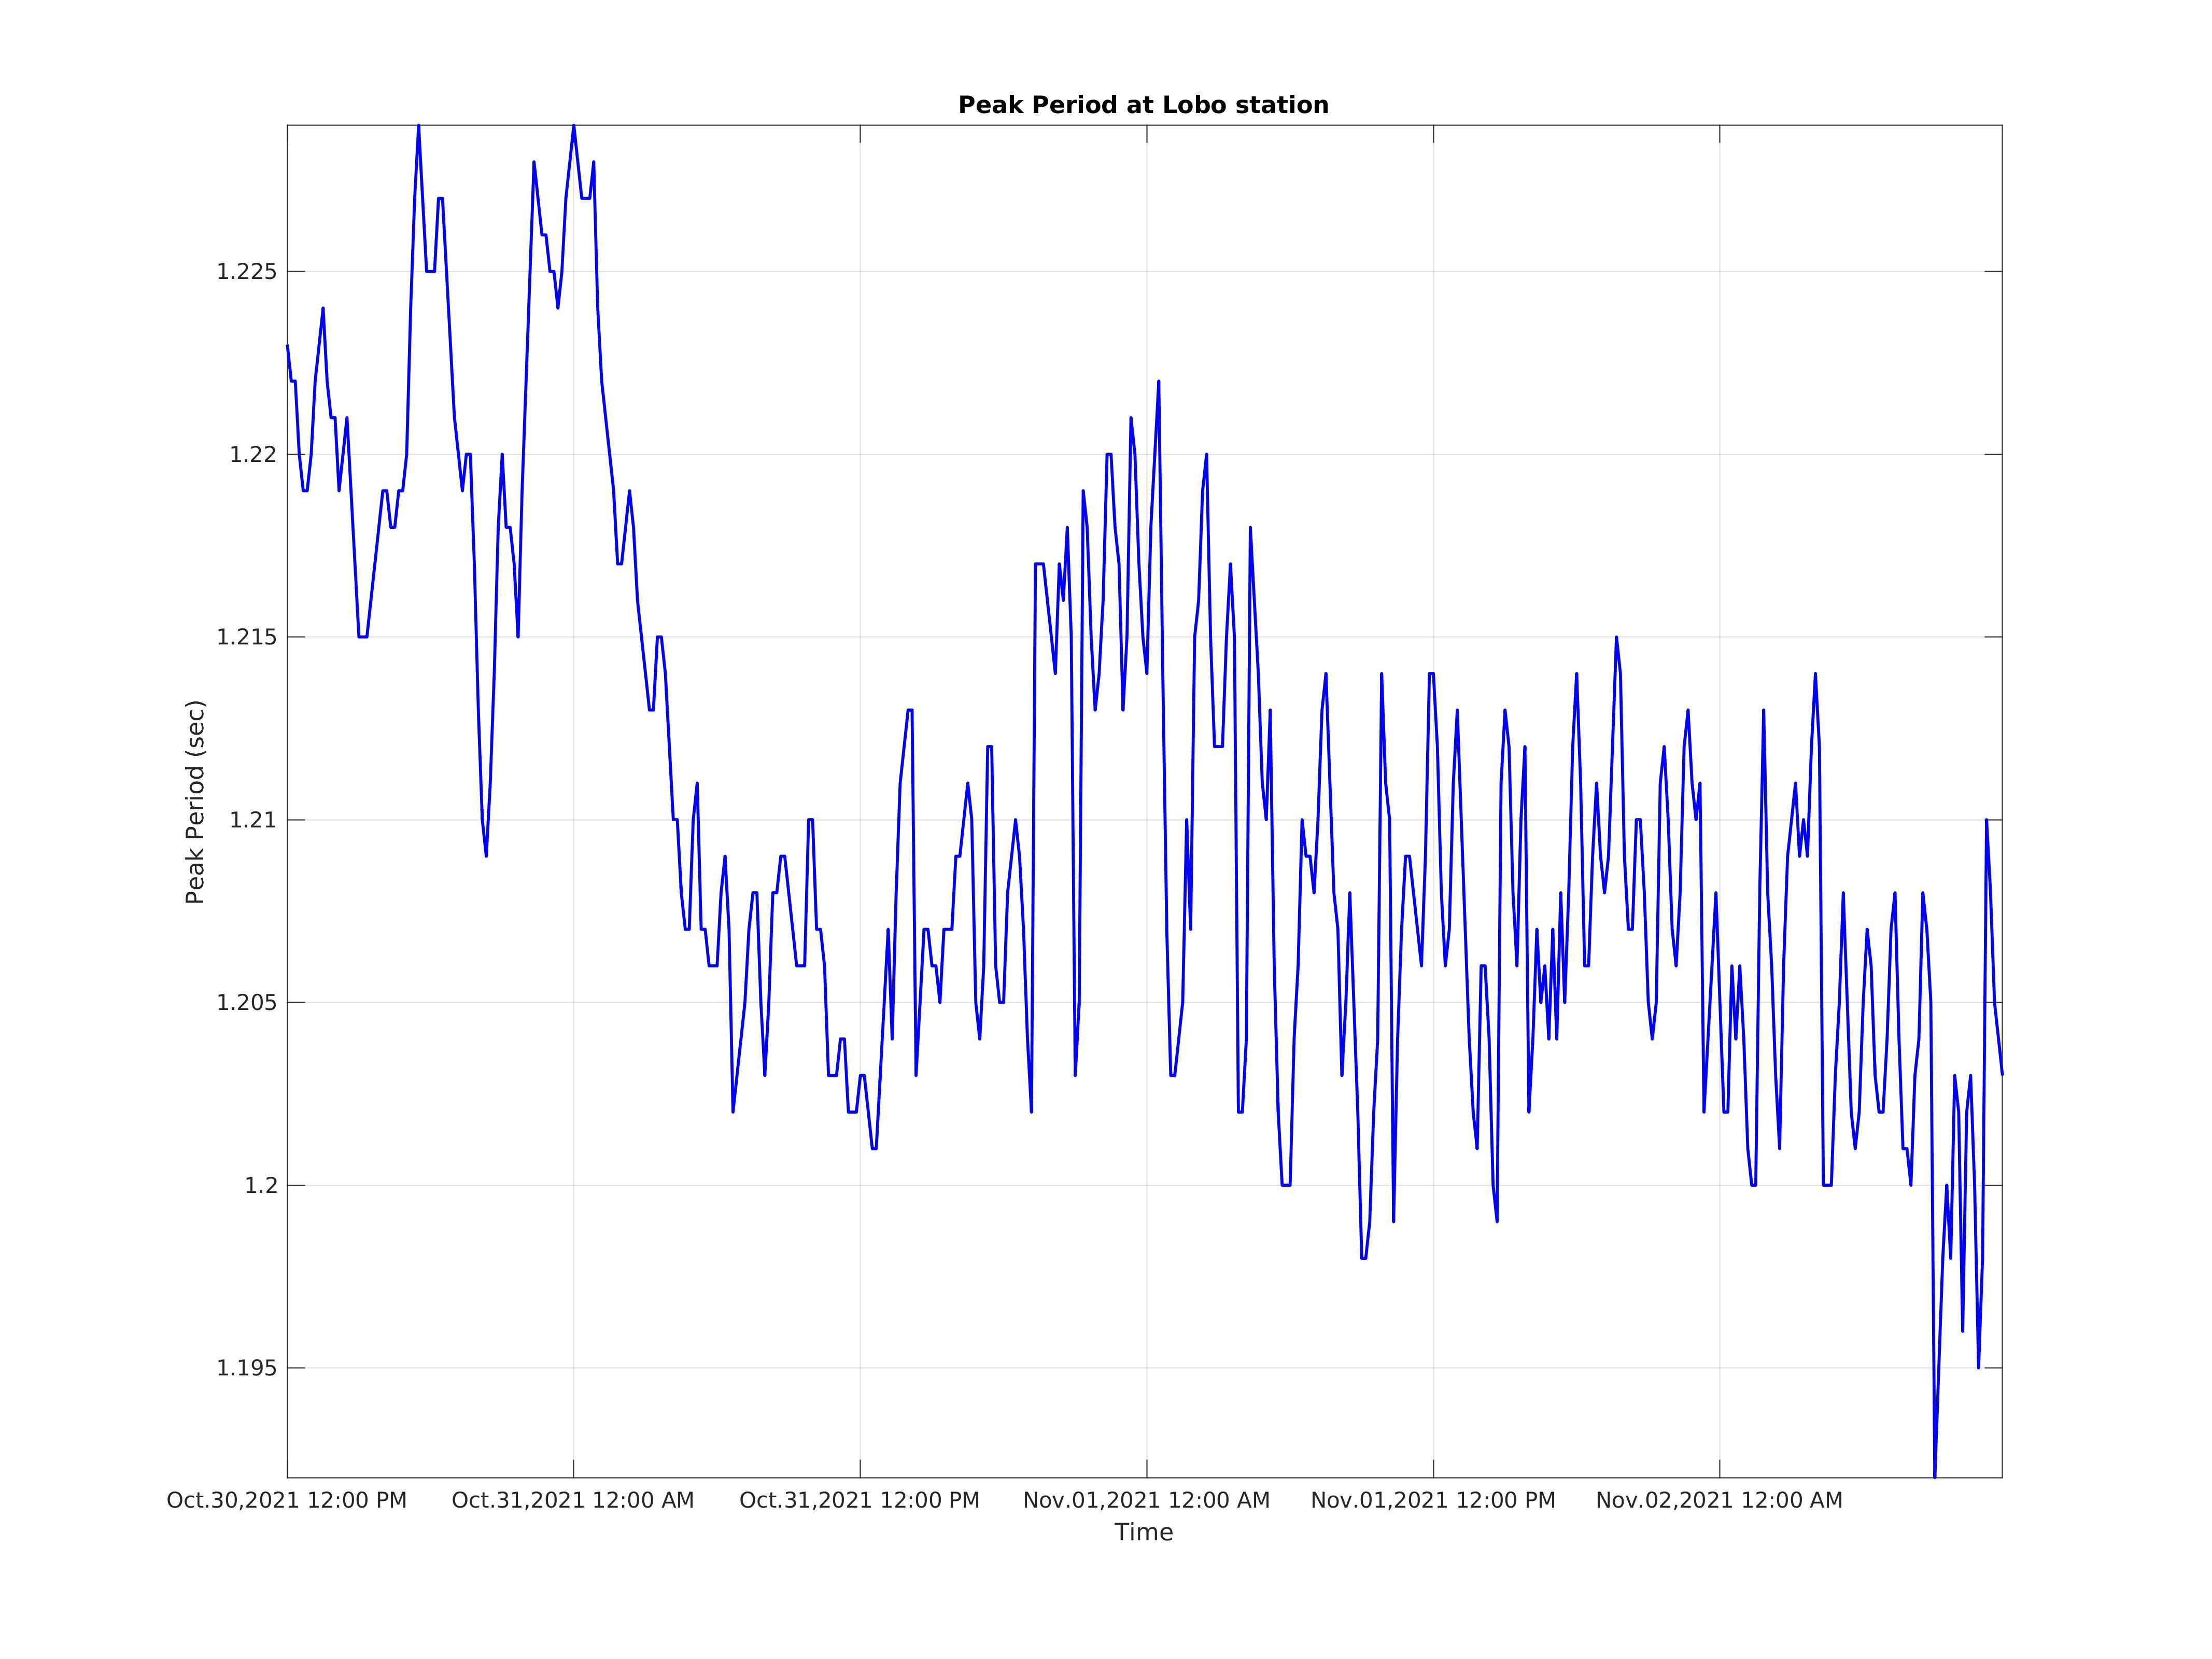 Peak Period at Lobo station
1.225
1.22
1.215
1.21
1.205
1.2
1.195
Peak Period (sec)
Oct.30,2021 12:00 PM
Oct.31,2021 12:00 AM
Oct.31,2021 12:00 PM
Nov.01,2021 12:00 AM
Nov.01,2021 12:00 PM
Nov.02,2021 12:00 AM
Time